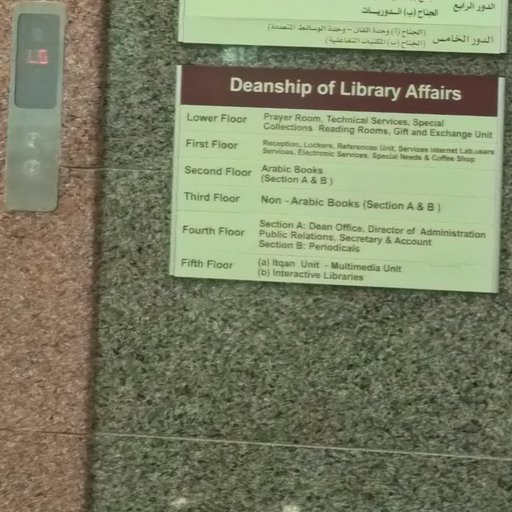 الدور الرابع
الجناح (ب) الـدوريـــات
الدور الخامس
(الجناح (أ) وحدة اتقان – وحدة الوسائط المتعددة)
(الجناح (ب) المكتبات التفاعلية)
LG
Deanship of Library Affairs
Lower Floor Prayer Room, Technical Services, Special
Collections Reading Rooms, Gift and Exchange Unit
First Floor Reception, Lockers, References Unit, Services Internet Lab.users
Services, Electronic Services, Special Needs & Coffee Shop
Second Floor Arabic Books
(Section A & B )
Third Floor Non - Arabic Books (Section A & B )
Fourth Floor Section A: Dean Office, Director of Administration
Public Relations, Secretary & Account
Section B: Periodicals
Fifth Floor (a) Itqan Unit - Multimedia Unit
(b) Interactive Libraries